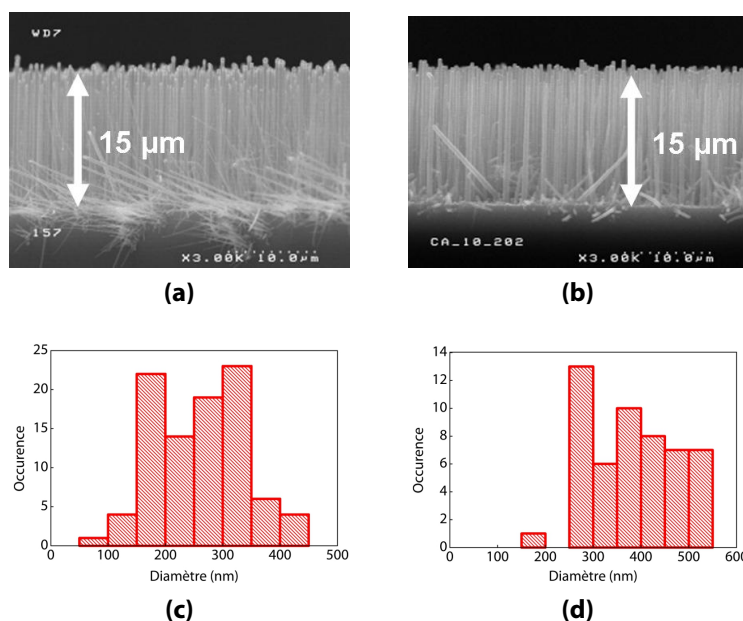 WD7
15 µm
157
X3.00K 10.0µm
(a)
15 µm
CA_10_202
X3.00K 10.0µm
(b)
25
20
15
10
5
0
0 100 200 300 400 500
Occurence
Diamètre (nm)
(c)
14
12
10
8
6
4
2
0
0 100 200 300 400 500 600
Occurence
Diamètre (nm)
(d)